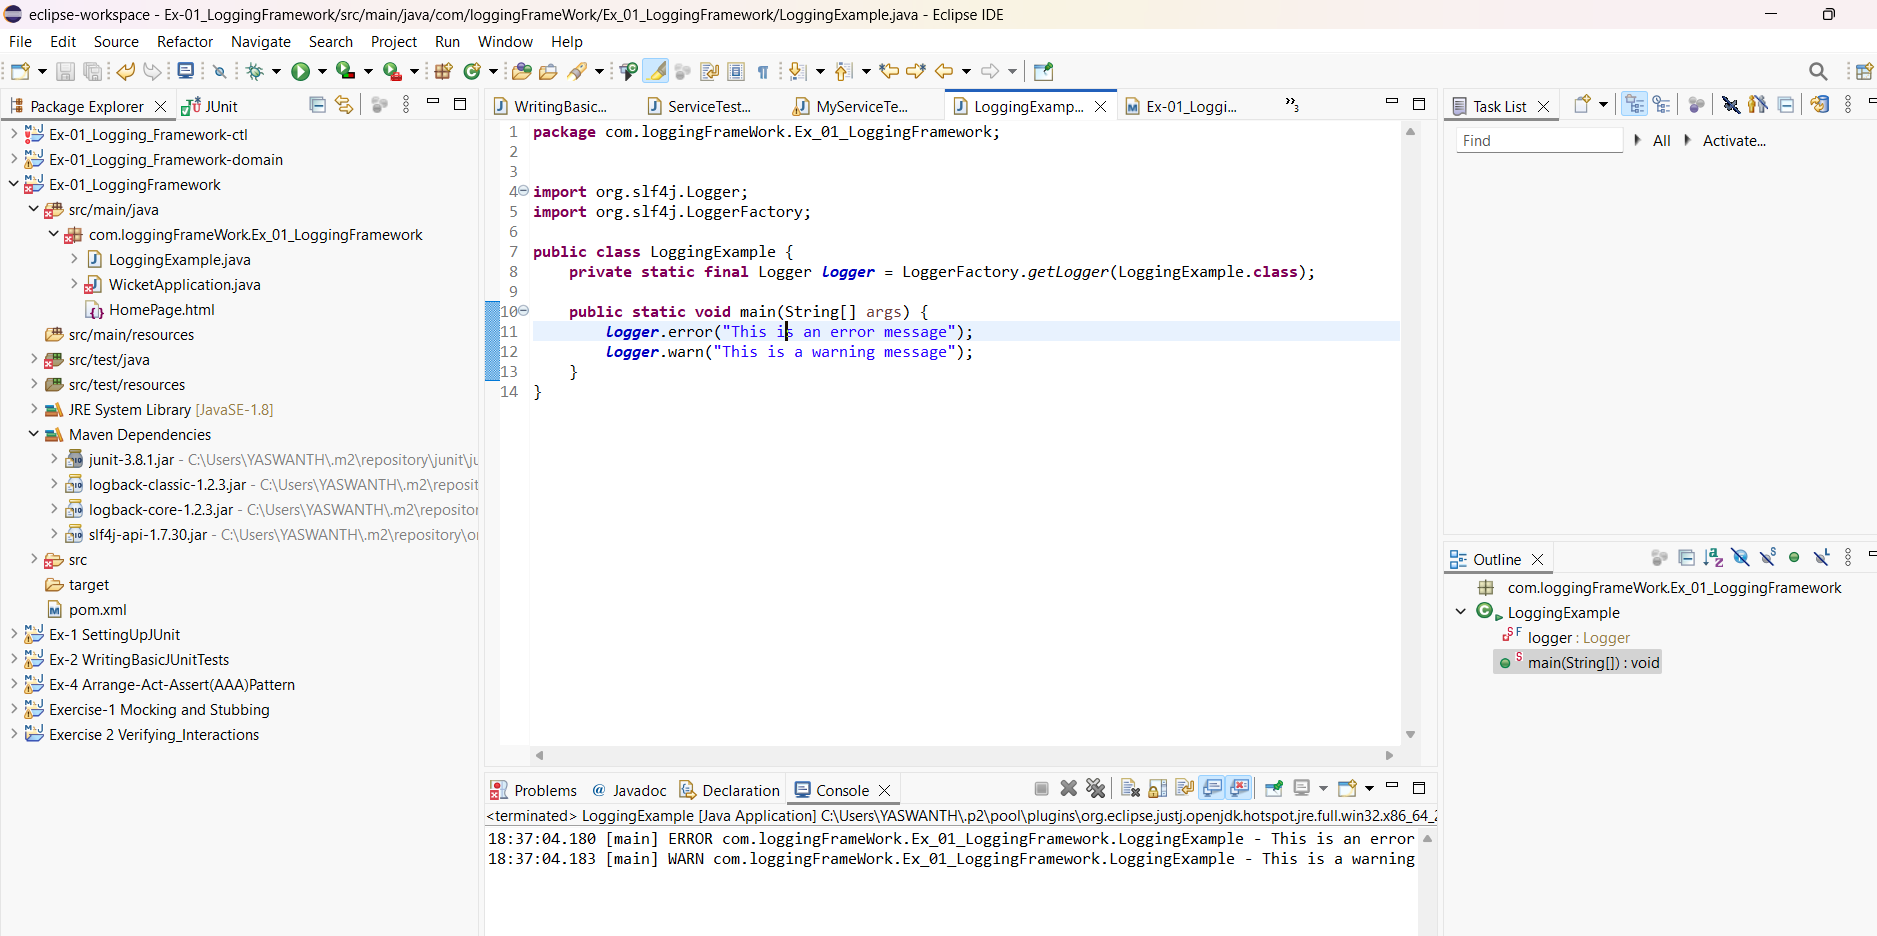 eclipse-workspace - Ex-01_LoggingFramework/src/main/java/com/loggingFrameWork/Ex_01_LoggingFramework/LoggingExample.java - Eclipse IDE
File Edit Source Refactor Navigate Search Project Run Window Help
Package Explorer
JUnit
Ex-01_Logging_Framework-ctl
Ex-01_Logging_Framework-domain
Ex-01_LoggingFramework
src/main/java
com.loggingFrameWork.Ex_01_LoggingFramework
LoggingExample.java
WicketApplication.java
HomePage.html
src/main/resources
src/test/java
src/test/resources
JRE System Library [JavaSE-1.8]
Maven Dependencies
junit-3.8.1.jar - C:\Users\YASWANTH\.m2\repository\junit\ju
logback-classic-1.2.3.jar - C:\Users\YASWANTH\.m2\reposit
logback-core-1.2.3.jar - C:\Users\YASWANTH\.m2\repositor
slf4j-api-1.7.30.jar - C:\Users\YASWANTH\.m2\repository\or
src
target
pom.xml
Ex-1 SettingUpJUnit
Ex-2 WritingBasicJUnitTests
Ex-4 Arrange-Act-Assert(AAA)Pattern
Exercise-1 Mocking and Stubbing
Exercise 2 Verifying_Interactions
WritingBasic...
ServiceTest...
MyServiceTe...
LoggingExamp...
Ex-01_Loggi...
»3
1 package com.loggingFrameWork.Ex_01_LoggingFramework;
2
3
4 import org.slf4j.Logger;
5 import org.slf4j.LoggerFactory;
6
7 public class LoggingExample {
8 private static final Logger logger = LoggerFactory.getLogger(LoggingExample.class);
9
10 public static void main(String[] args) {
11 logger.error("This is an error message");
12 logger.warn("This is a warning message");
13 }
14 }
Problems
@ Javadoc
Declaration
Console
<terminated> LoggingExample [Java Application] C:\Users\YASWANTH\.p2\pool\plugins\org.eclipse.justj.openjdk.hotspot.jre.full.win32.x86_64_2
18:37:04.180 [main] ERROR com.loggingFrameWork.Ex_01_LoggingFramework.LoggingExample - This is an error
18:37:04.183 [main] WARN com.loggingFrameWork.Ex_01_LoggingFramework.LoggingExample - This is a warning
Task List
Find
All
Activate...
Outline
com.loggingFrameWork.Ex_01_LoggingFramework
LoggingExample
logger : Logger
main(String[]) : void